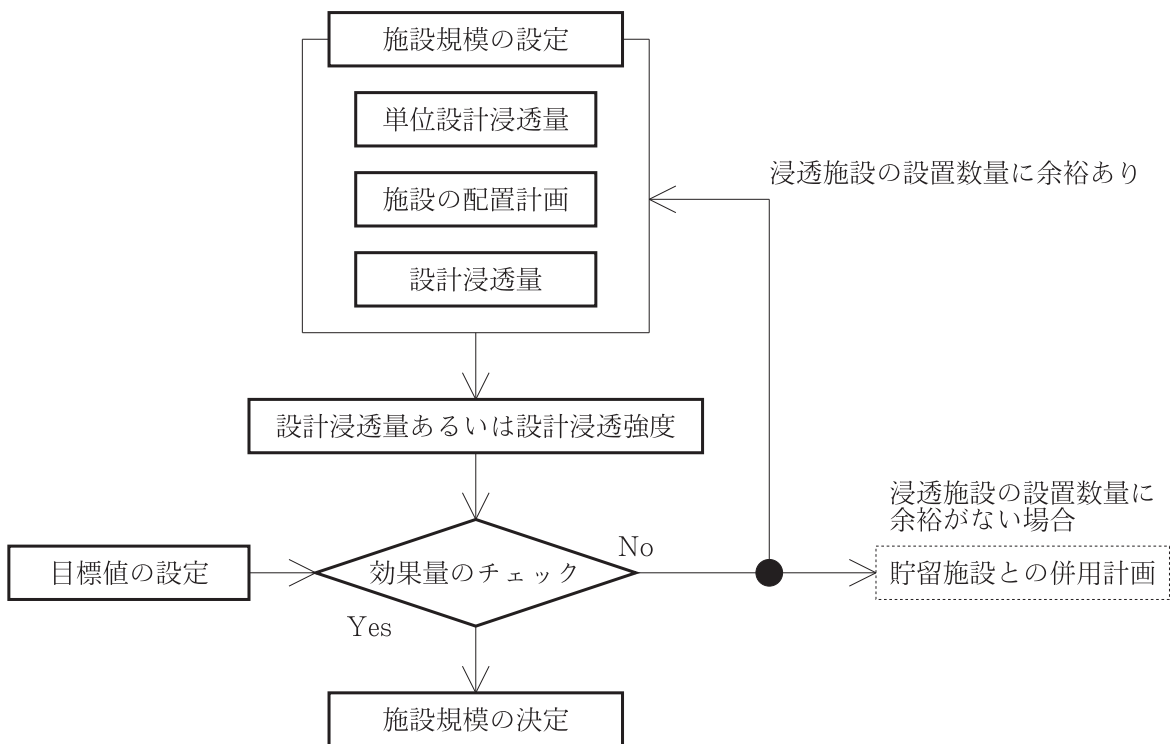 施設規模の設定
単位設計浸透量
施設の配置計画
設計浸透量
浸透施設の設置数量に余裕あり
設計浸透量あるいは設計浸透強度
目標値の設定
効果量のチェック
No
Yes
浸透施設の設置数量に
余裕がない場合
貯留施設との併用計画
施設規模の決定